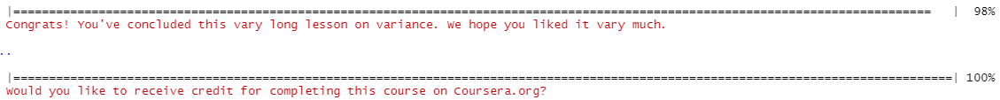 |==================================================================================================================================   |  98%
Congrats! You've concluded this vary long lesson on variance. We hope you liked it vary much.
..
|=====================================================================================================================================| 100%
Would you like to receive credit for completing this course on Coursera.org?